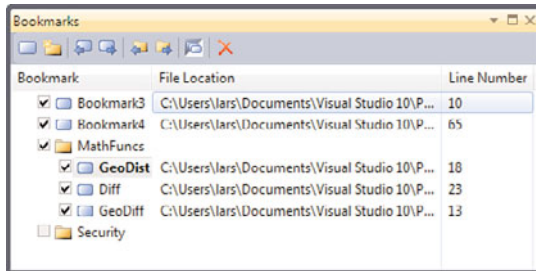 Bookmarks
Bookmark File Location Line Number
Bookmark3 C:\Users\lars\Documents\Visual Studio 10\P... 10
Bookmark4 C:\Users\lars\Documents\Visual Studio 10\P... 65
MathFuncs
GeoDist C:\Users\lars\Documents\Visual Studio 10\P... 18
Diff C:\Users\lars\Documents\Visual Studio 10\P... 23
GeoDiff C:\Users\lars\Documents\Visual Studio 10\P... 13
Security